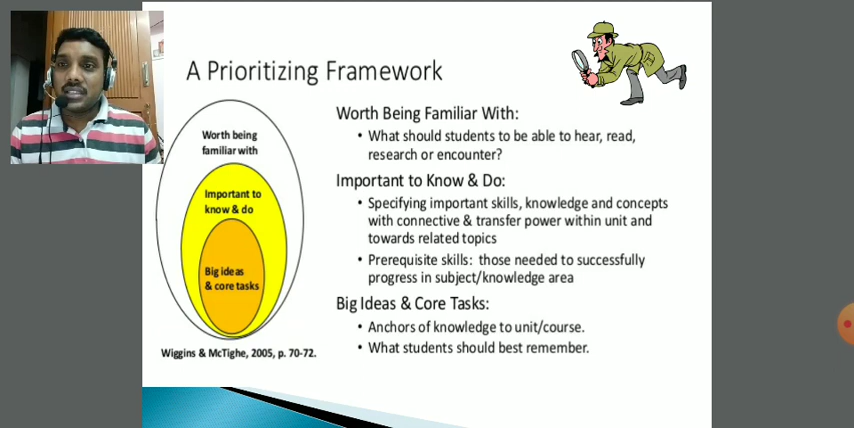 A Prioritizing Framework
Worth being
familiar with
Important to
know & do
Big ideas
& core tasks
Wiggins & McTighe, 2005, p. 70-72.
Worth Being Familiar With:
• What should students to be able to hear, read,
research or encounter?
Important to Know & Do:
• Specifying important skills, knowledge and concepts
with connective & transfer power within unit and
towards related topics
• Prerequisite skills: those needed to successfully
progress in subject/knowledge area
Big Ideas & Core Tasks:
• Anchors of knowledge to unit/course.
• What students should best remember.